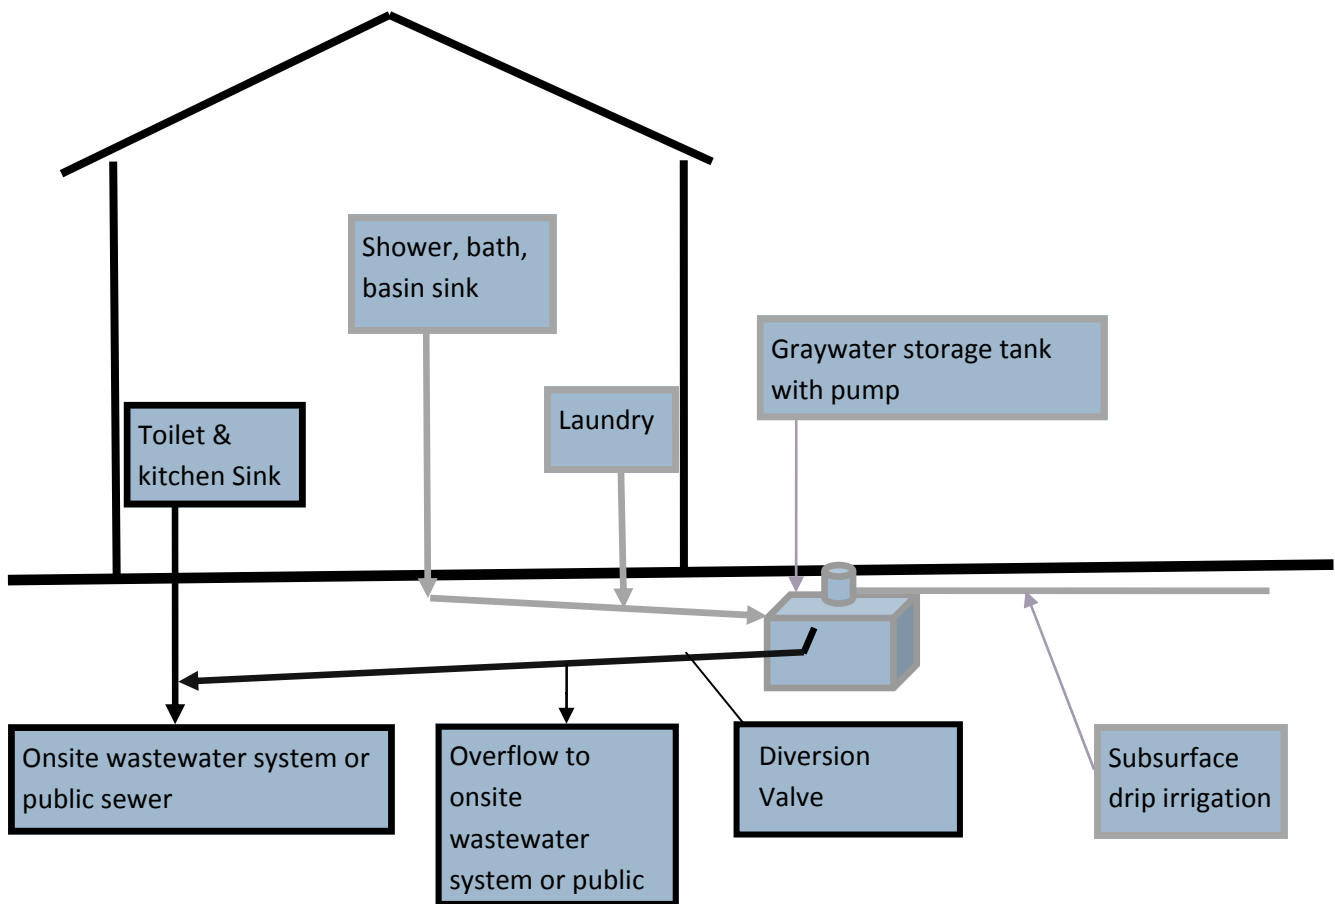 Shower, bath,
basin sink
Graywater storage tank
with pump
Laundry
Toilet &
kitchen Sink
Onsite wastewater system or
public sewer
Overflow to
onsite
wastewater
system or public
Diversion
Valve
Subsurface
drip irrigation